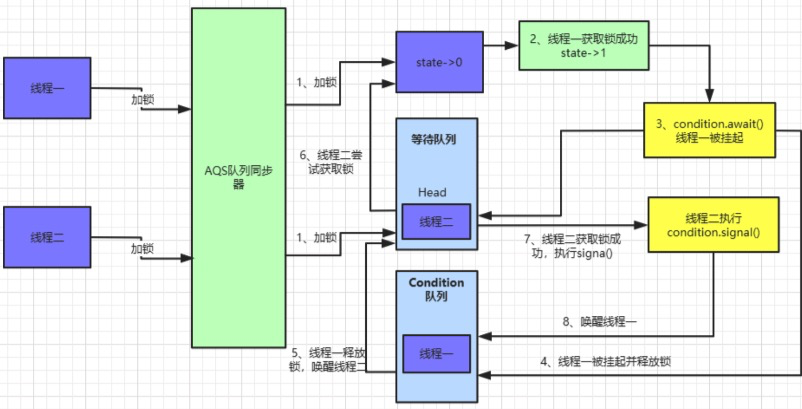 线程一
加锁
线程二
加锁
AQS队列同步
器
1、加锁
1、加锁
state->0
2、线程一获取锁成功
state->1
3、condition.await()
线程一被挂起
等待队列
Head
线程二
6、线程二尝
试获取锁
线程二执行
condition.signal()
7、线程二获取锁成
功，执行signa()
Condition
队列
线程一
8、唤醒线程一
5、线程一释放
锁，唤醒线程二
4、线程一被挂起并释放锁